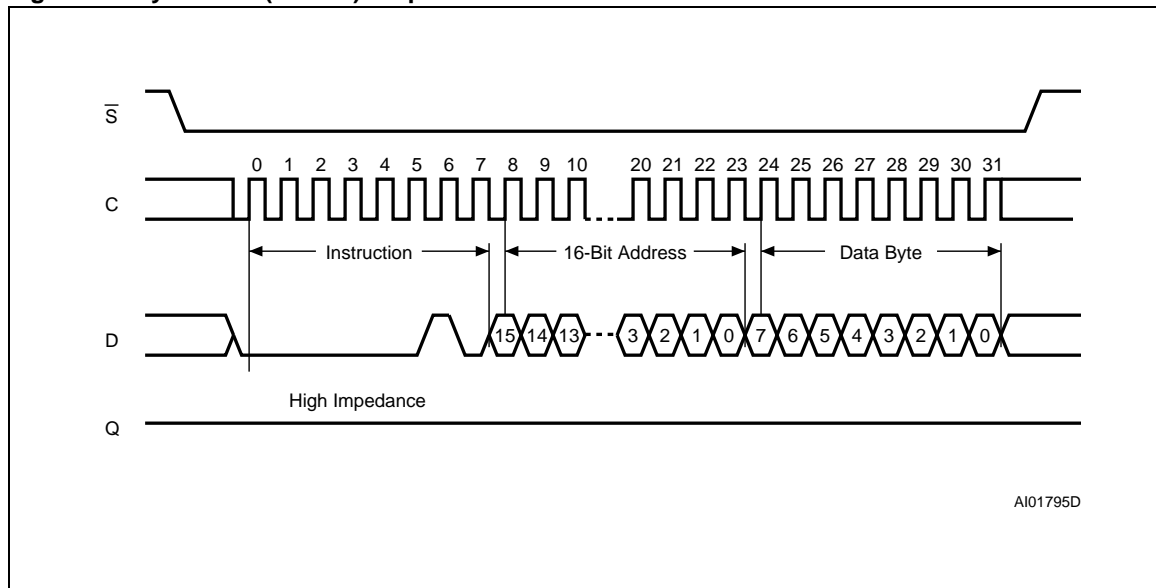 S
0 1 2 3 4 5 6 7 8 9 10 20 21 22 23 24 25 26 27 28 29 30 31
C
Instruction 16-Bit Address Data Byte
D 15 14 13 3 2 1 0 7 6 5 4 3 2 1 0
High Impedance
Q
AI01795D